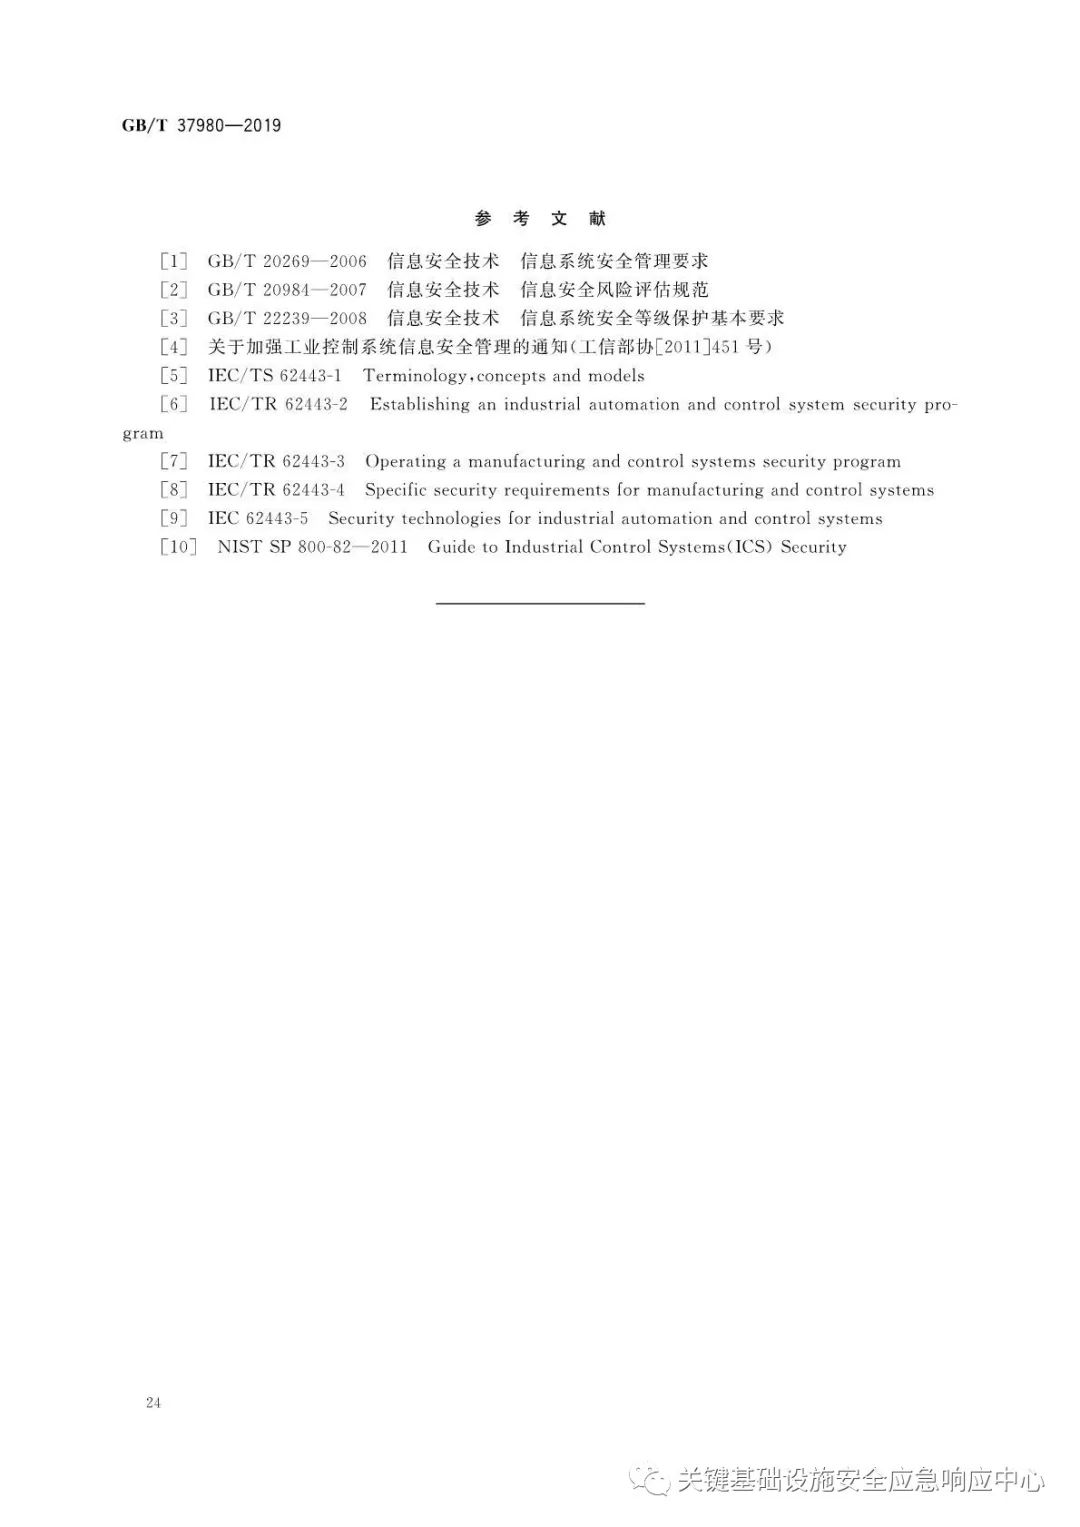 GB/T 37980—2019
参 考 文 献
[1] GB/T 20269—2006 信息安全技术 信息系统安全管理要求
[2] GB/T 20984—2007 信息安全技术 信息安全风险评估规范
[3] GB/T 22239—2008 信息安全技术 信息系统安全等级保护基本要求
[4] 关于加强工业控制系统信息安全管理的通知(工信部协[2011]451号)
[5] IEC/TS 62443-1 Terminology,concepts and models
[6] IEC/TR 62443-2 Establishing an industrial automation and control system security pro-
gram
[7] IEC/TR 62443-3 Operating a manufacturing and control systems security program
[8] IEC/TR 62443-4 Specific security requirements for manufacturing and control systems
[9] IEC 62443-5 Security technologies for industrial automation and control systems
[10] NIST SP 800-82—2011 Guide to Industrial Control Systems(ICS) Security
24
关键基础设施安全应急响应中心